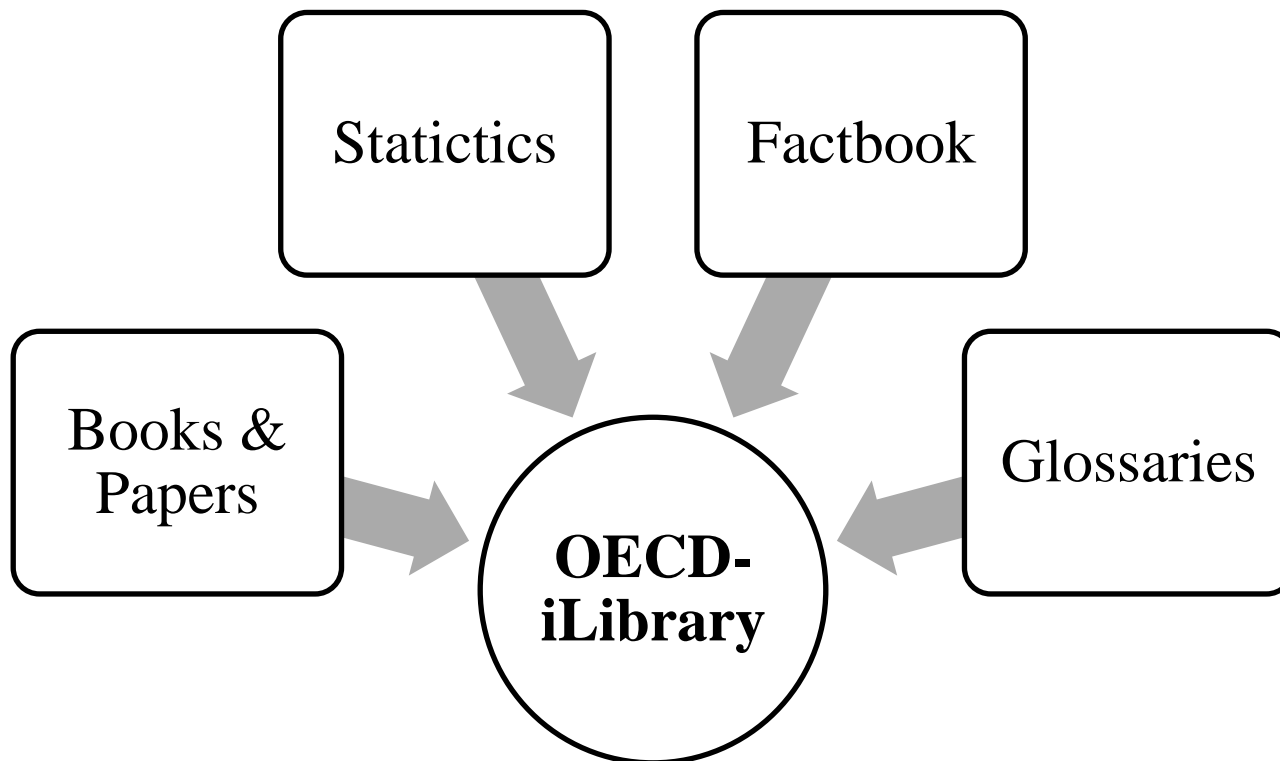 Statictics
Factbook
Books &
Papers
Glossaries
OECD-
iLibrary